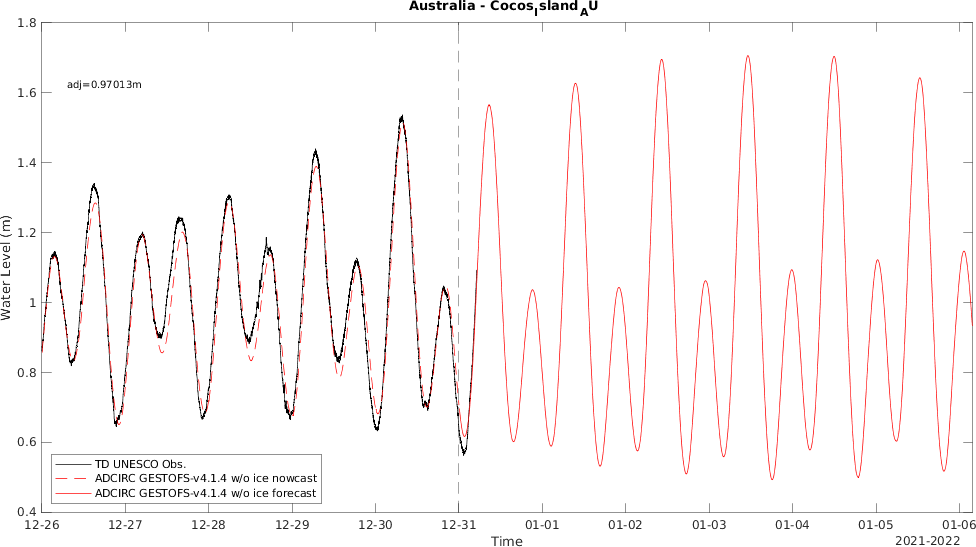 Australia - Cocos_Island_AU
1.8
adj=0.97013m
1.6
1.4
1.2
1
0.8
0.6
0.4
Water Level (m)
TD UNESCO Obs.
ADCIRC GESTOFS-v4.1.4 w/o ice nowcast
ADCIRC GESTOFS-v4.1.4 w/o ice forecast
12-26 12-27 12-28 12-29 12-30 12-31 01-01 01-02 01-03 01-04 01-05 01-06
Time
2021-2022